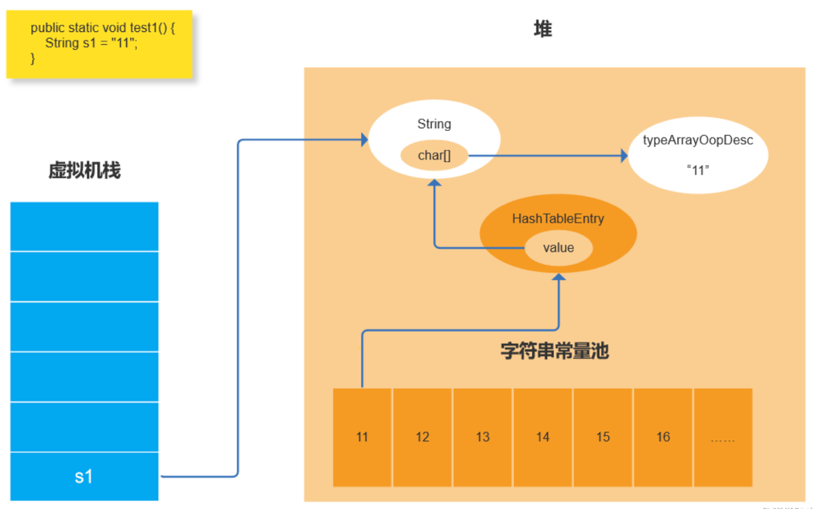 public static void test1() {
String s1 = "11";
}
堆
String
char[]
typeArrayOopDesc
“11”
虚拟机栈
HashTableEntry
value
字符串常量池
11 12 13 14 15 16 ……
s1